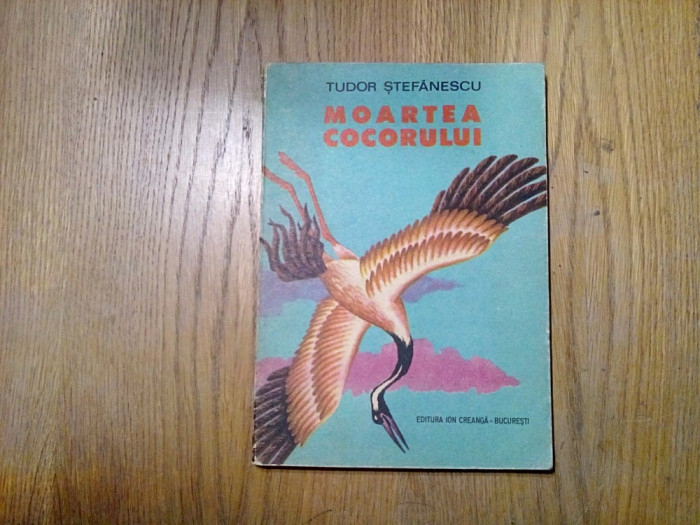 TUDOR ȘTEFĂNESCU
MOARTEA
COCORULUI
EDITURA ION CREANGĂ - BUCUREȘTI